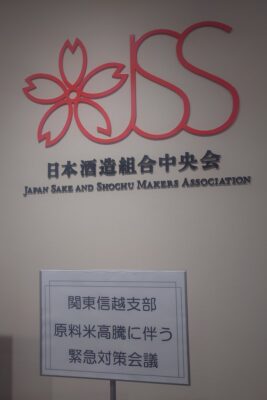 JSS
日本酒造組合中央会
JAPAN SAKE AND SHOCHU MAKERS ASSOCIATION
関東信越支部
原料米高騰に伴う
緊急対策会議